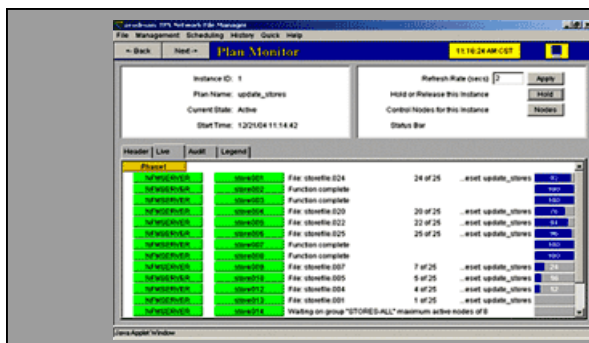 TPS Network File Manager
File Management Scheduling History Quick Help
<- Back Next -> Plan Monitor 11:16:24 AM CST
Instance ID: 1
Plan Name: update_stores
Current State: Active
Start Time: 12/21/04 11:14:42
Refresh Rate (secs) 2 Apply
Hold or Release this Instance Hold
Control Nodes for this Instance Nodes
Status Bar
Header Live Audit Legend
Phase1
NFMSERVER store001 File: storefile.024 24 of 25 ...eset update_stores
NFMSERVER store002 Function complete 100
NFMSERVER store003 Function complete 100
NFMSERVER store004 File: storefile.020 20 of 25 ...eset update_stores
NFMSERVER store005 File: storefile.022 22 of 25 ...eset update_stores
NFMSERVER store006 File: storefile.025 25 of 25 ...eset update_stores
NFMSERVER store007 Function complete 100
NFMSERVER store008 Function complete 100
NFMSERVER store009 File: storefile.007 7 of 25 ...eset update_stores
NFMSERVER store010 File: storefile.005 5 of 25 ...eset update_stores
NFMSERVER store012 File: storefile.004 4 of 25 ...eset update_stores
NFMSERVER store013 File: storefile.001 1 of 25 ...eset update_stores
NFMSERVER store014 Waiting on group "STORES-ALL" maximum active nodes of 8
Java Applet Window